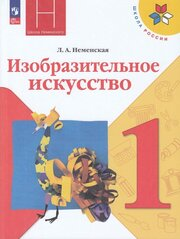 ШКОЛА РОССИИ
Н
ШКОЛА НЕМЕНСКОГО
Л. А. Неменская
Изобразительное
искусство
1